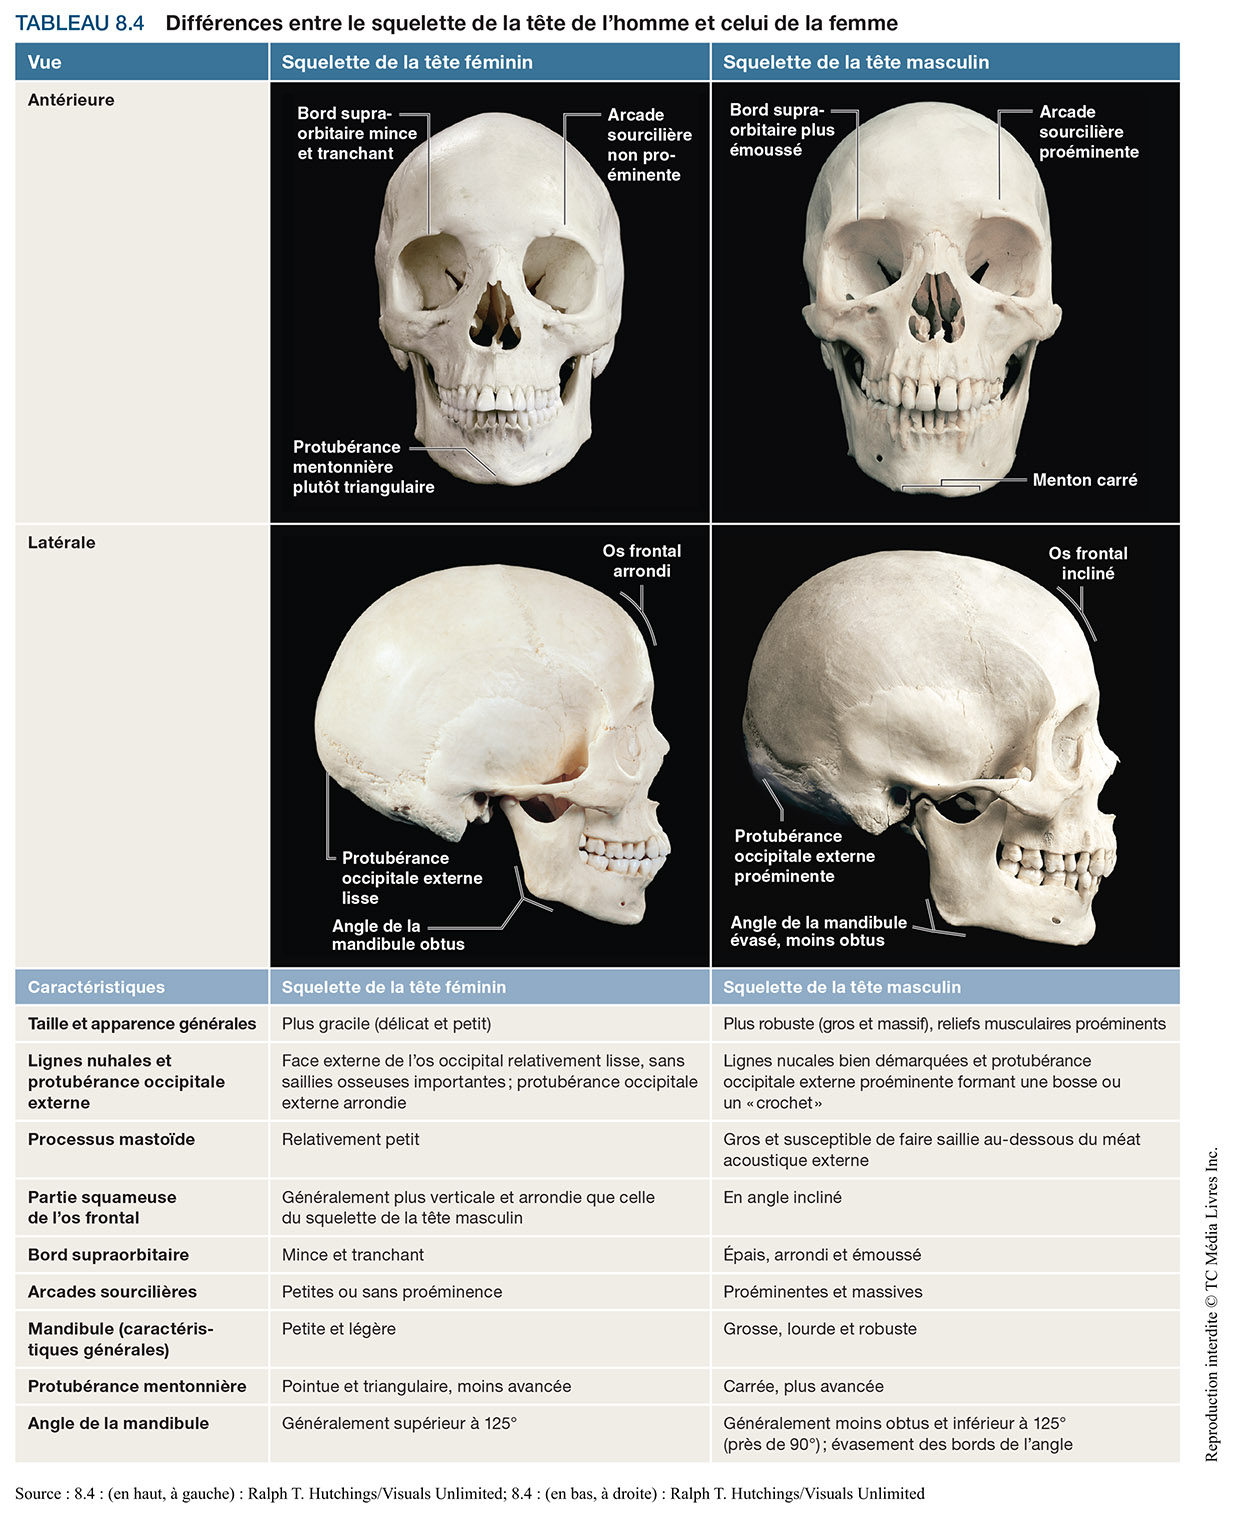 TABLEAU 8.4 Différences entre le squelette de la tête de l’homme et celui de la femme
Vue
Squelette de la tête féminin
Squelette de la tête masculin
Antérieure
Bord supra-
orbitaire mince
et tranchant
Arcade
sourcilière
non pro-
éminente
Protubérance
mentonnière
plutôt triangulaire
Bord supra-
orbitaire plus
émoussé
Arcade
sourcilière
proéminente
Menton carré
Latérale
Os frontal
arrondi
Protubérance
occipitale externe
lisse
Angle de la
mandibule obtus
Os frontal
incliné
Protubérance
occipitale externe
proéminente
Angle de la mandibule
évasé, moins obtus
Caractéristiques
Squelette de la tête féminin
Squelette de la tête masculin
Taille et apparence générales
Plus gracile (délicat et petit)
Plus robuste (gros et massif), reliefs musculaires proéminents
Lignes nuhales et
protubérance occipitale
externe
Face externe de l’os occipital relativement lisse, sans
saillies osseuses importantes ; protubérance occipitale
externe arrondie
Lignes nucales bien démarquées et protubérance
occipitale externe proéminente formant une bosse ou
un « crochet »
Processus mastoïde
Relativement petit
Gros et susceptible de faire saillie au-dessous du méat
acoustique externe
Partie squameuse
de l’os frontal
Généralement plus verticale et arrondie que celle
du squelette de la tête masculin
En angle incliné
Bord supraorbitaire
Mince et tranchant
Épais, arrondi et émoussé
Arcades sourcilières
Petites ou sans proéminence
Proéminentes et massives
Mandibule (caractéris-
tiques générales)
Petite et légère
Grosse, lourde et robuste
Protubérance mentonnière
Pointue et triangulaire, moins avancée
Carrée, plus avancée
Angle de la mandibule
Généralement supérieur à 125°
Généralement moins obtus et inférieur à 125°
(près de 90°) ; évasement des bords de l’angle
Source : 8.4 : (en haut, à gauche) : Ralph T. Hutchings/Visuals Unlimited; 8.4 : (en bas, à droite) : Ralph T. Hutchings/Visuals Unlimited
Reproduction interdite © TC Média Livres Inc.